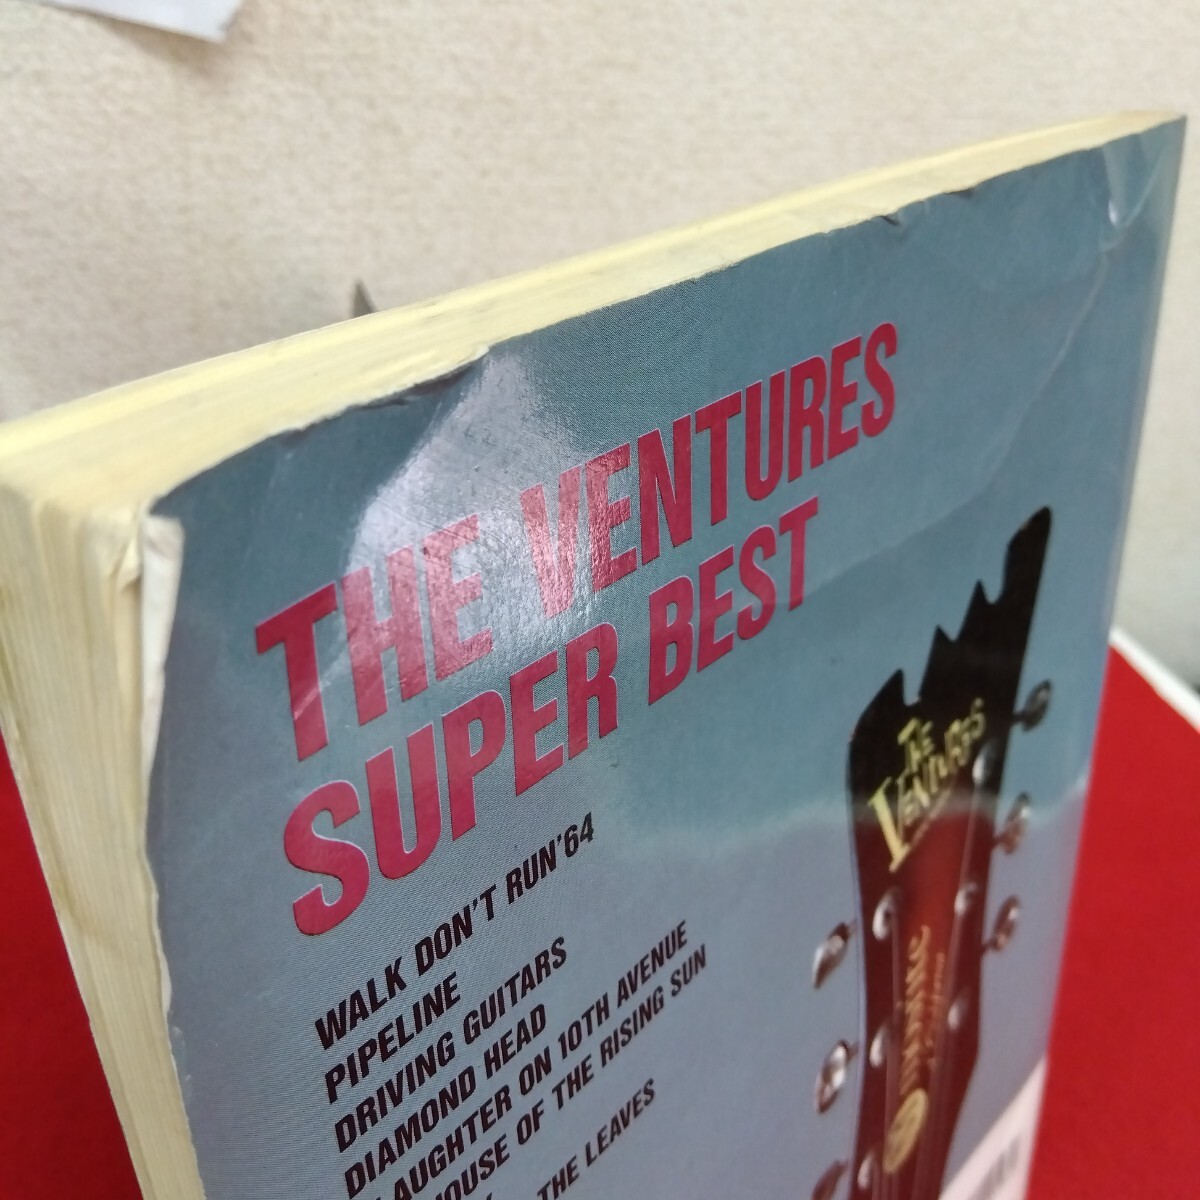 THE VENTURES
SUPER BEST
WALK DON'T RUN'64
PIPELINE
DRIVING GUITARS
DIAMOND HEAD
LAUGHTER ON 10TH AVENUE
HOUSE OF THE RISING SUN
THE LEAVES
THE
VENTURES